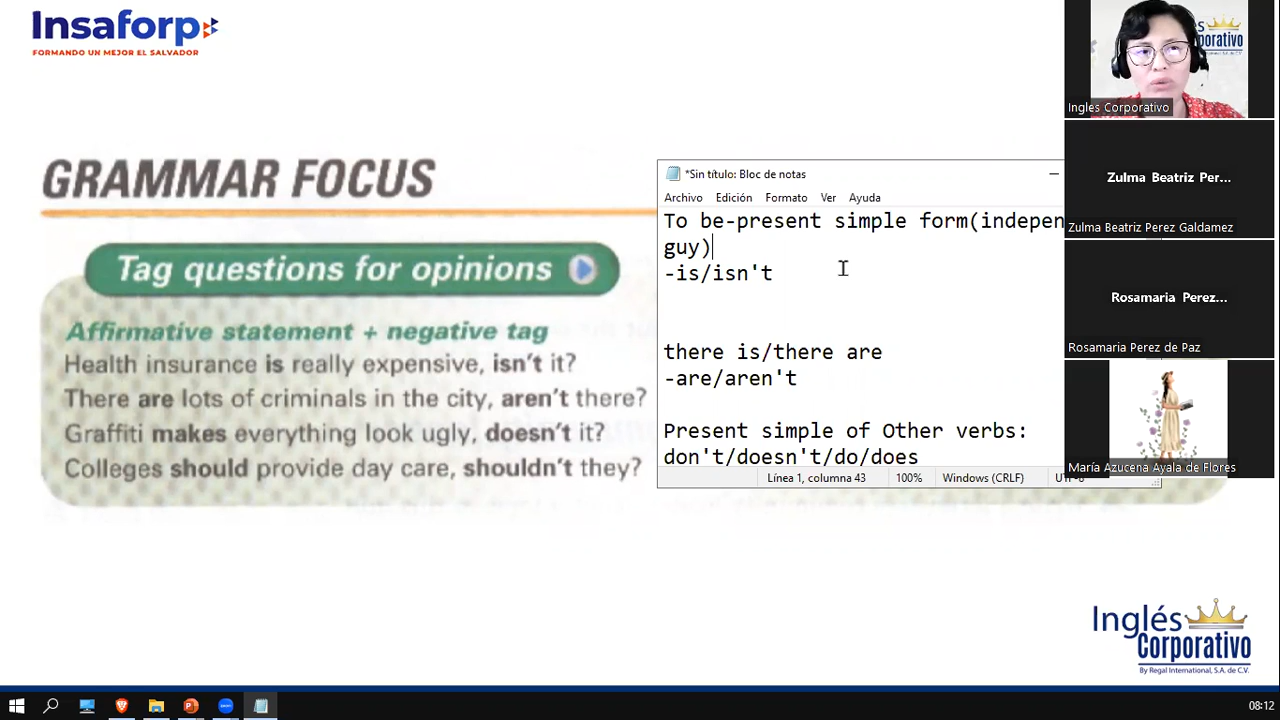 Insaforp
FORMANDO UN MEJOR EL SALVADOR
GRAMMAR FOCUS
Tag questions for opinions
Affirmative statement + negative tag
Health insurance is really expensive, isn't it?
There are lots of criminals in the city, aren't there?
Graffiti makes everything look ugly, doesn't it?
Colleges should provide day care, shouldn't they?
*Sin título: Bloc de notas
Archivo Edición Formato Ver Ayuda
To be-present simple form(indepen
guy)
-is/isn't
there is/there are
-are/aren't
Present simple of Other verbs:
don't/doesn't/do/does
Línea 1, columna 43 100% Windows (CRLF)
Ingles Corporativo
Zulma Beatriz Per...
Zulma Beatriz Perez Galdamez
Rosamaria Perez...
Rosamaria Perez de Paz
María Azucena Ayala de Flores
Inglés
Corporativo
By Regal International, S.A. de C.V.
08:12